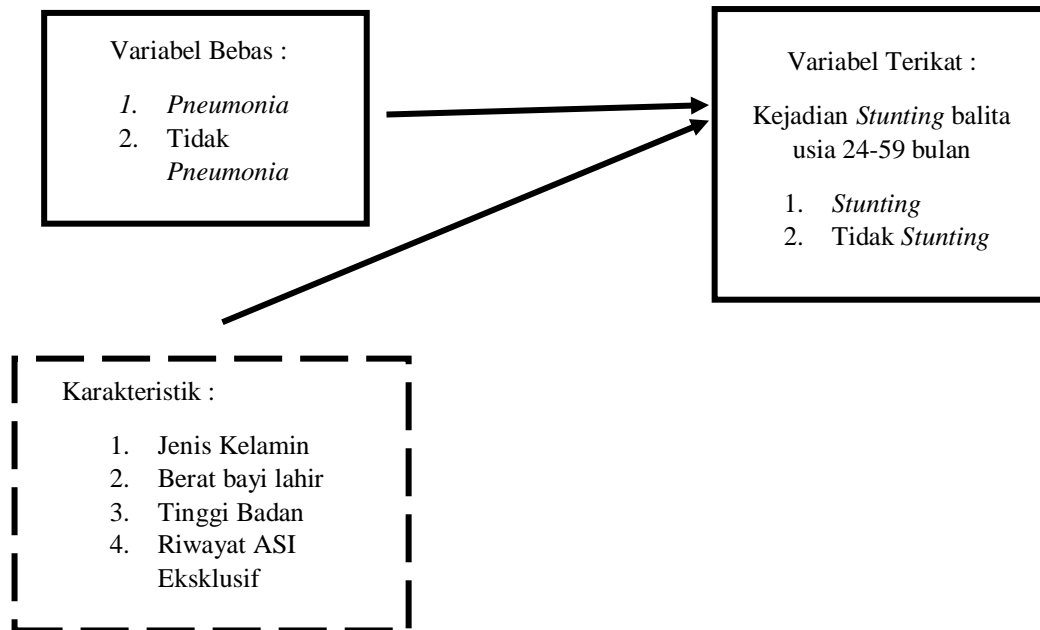 Variabel Bebas :
1. Pneumonia
2. Tidak
Pneumonia
Variabel Terikat :
Kejadian Stunting balita
usia 24-59 bulan
1. Stunting
2. Tidak Stunting
Karakteristik :
1. Jenis Kelamin
2. Berat bayi lahir
3. Tinggi Badan
4. Riwayat ASI
Eksklusif